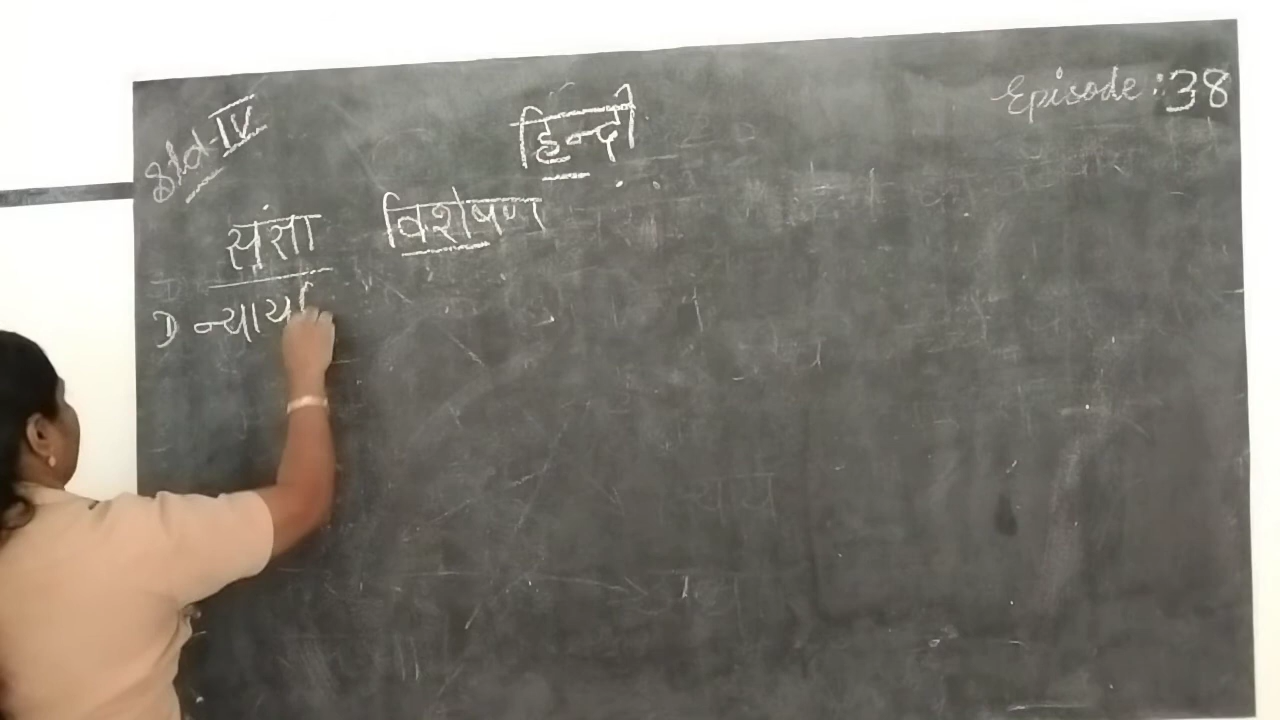 Std-IV
हिन्दी
Episode : 38
संज्ञा विशेषण
1) न्याय